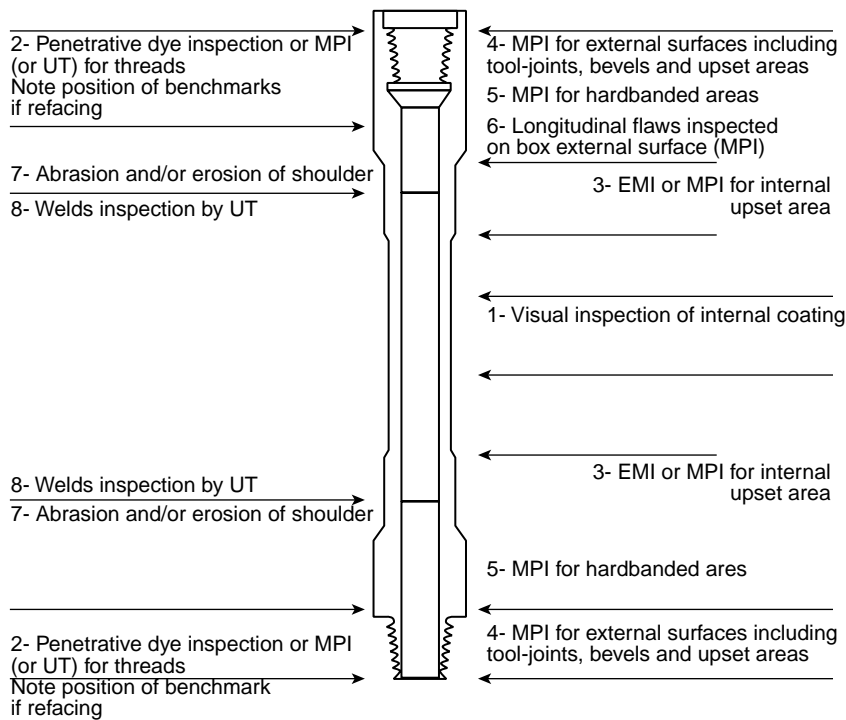 2- Penetrative dye inspection or MPI
(or UT) for threads
Note position of benchmarks
if refacing
7- Abrasion and/or erosion of shoulder
8- Welds inspection by UT
8- Welds inspection by UT
7- Abrasion and/or erosion of shoulder
2- Penetrative dye inspection or MPI
(or UT) for threads
Note position of benchmark
if refacing
4- MPI for external surfaces including
tool-joints, bevels and upset areas
5- MPI for hardbanded areas
6- Longitudinal flaws inspected
on box external surface (MPI)
3- EMI or MPI for internal
upset area
1- Visual inspection of internal coating
3- EMI or MPI for internal
upset area
5- MPI for hardbanded ares
4- MPI for external surfaces including
tool-joints, bevels and upset areas